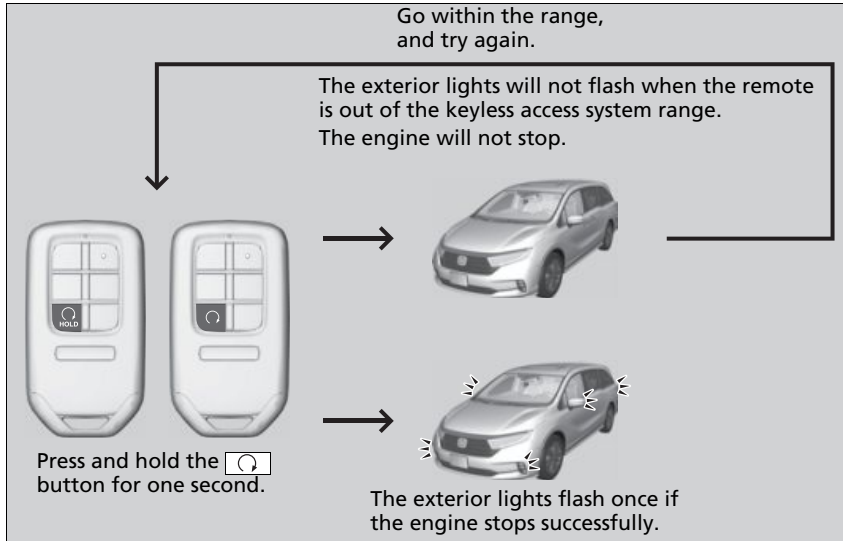 Go within the range,
and try again.
The exterior lights will not flash when the remote
is out of the keyless access system range.
The engine will not stop.
HOLD
Press and hold the
button for one second.
The exterior lights flash once if
the engine stops successfully.